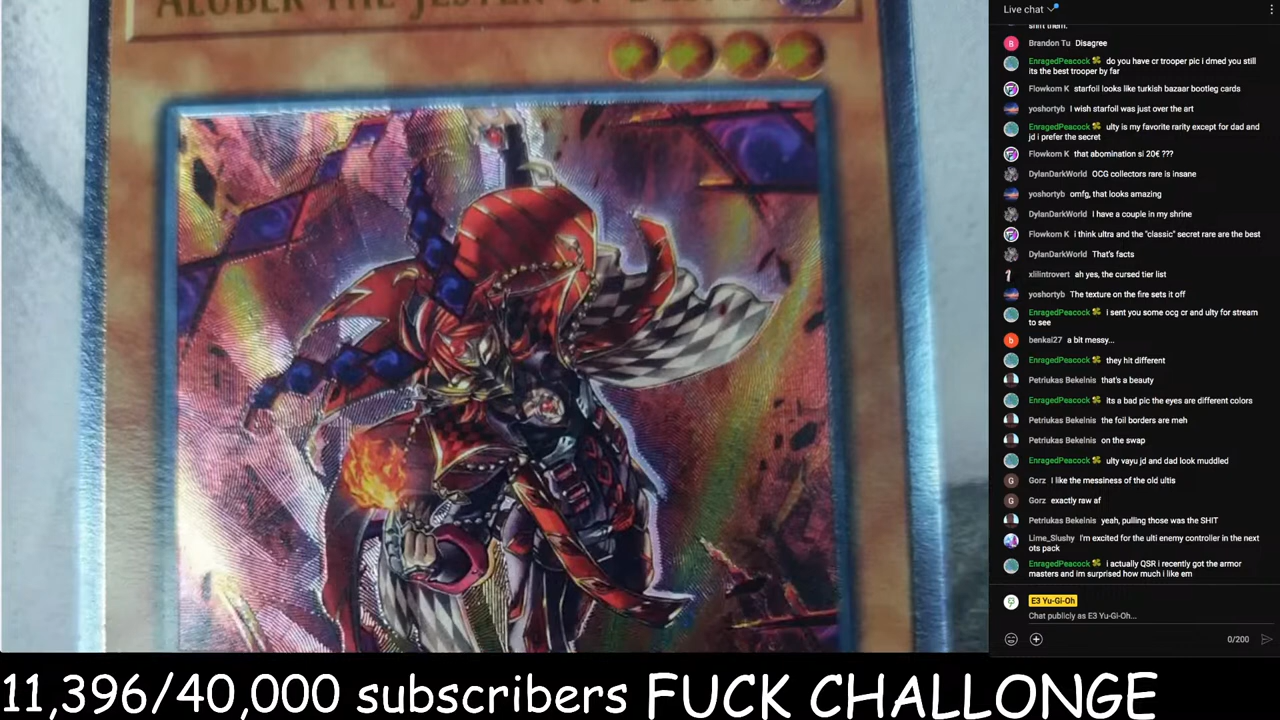 ALUBER THE JESTER OF DESPIA
Live chat
shift them.
B Brandon Tu Disagree
EnragedPeacock do you have cr trooper pic i dmed you still
its the best trooper by far
Flowkom K starfoil looks like turkish bazaar bootleg cards
yoshortyb I wish starfoil was just over the art
EnragedPeacock ulty is my favorite rarity except for dad and
jd i prefer the secret
Flowkom K that abomination si 20€ ???
DylanDarkWorld OCG collectors rare is insane
yoshortyb omfg, that looks amazing
DylanDarkWorld I have a couple in my shrine
Flowkom K i think ultra and the "classic" secret rare are the best
DylanDarkWorld That's facts
xlilintrovert ah yes, the cursed tier list
yoshortyb The texture on the fire sets it off
EnragedPeacock i sent you some ocg cr and ulty for stream
to see
b benkai27 a bit messy...
EnragedPeacock they hit different
Petriukas Bekelnis that's a beauty
EnragedPeacock its a bad pic the eyes are different colors
Petriukas Bekelnis the foil borders are meh
Petriukas Bekelnis on the swap
EnragedPeacock ulty vayu jd and dad look muddled
G Gorz I like the messiness of the old ultis
G Gorz exactly raw af
Petriukas Bekelnis yeah, pulling those was the SHIT
Lime_Slushy I'm excited for the ulti enemy controller in the next
ots pack
EnragedPeacock i actually QSR i recently got the armor
masters and im surprised how much i like em
E3 Yu-Gi-Oh
Chat publicly as E3 Yu-Gi-Oh...
0/200
11,396/40,000 subscribers FUCK CHALLONGE